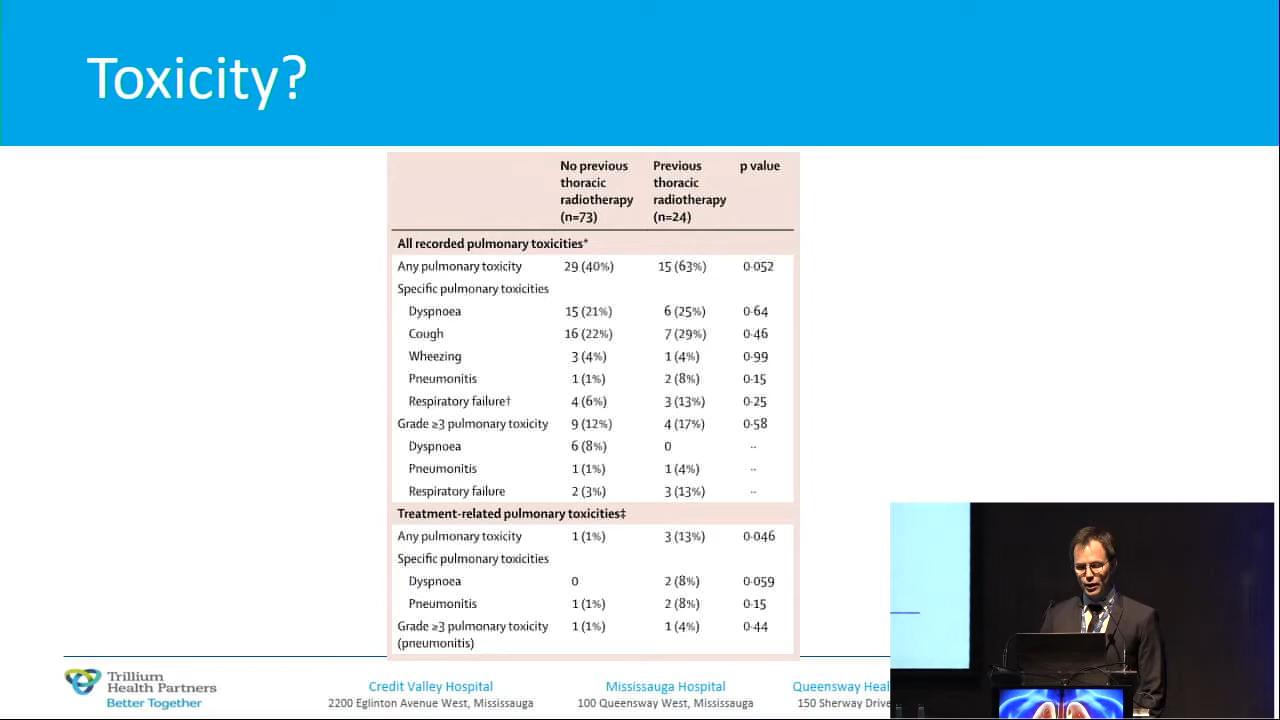 Toxicity?
No previous thoracic radiotherapy (n=73) Previous thoracic radiotherapy (n=24) p value
All recorded pulmonary toxicities*
Any pulmonary toxicity 29 (40%) 15 (63%) 0·052
Specific pulmonary toxicities
Dyspnoea 15 (21%) 6 (25%) 0·64
Cough 16 (22%) 7 (29%) 0·46
Wheezing 3 (4%) 1 (4%) 0·99
Pneumonitis 1 (1%) 2 (8%) 0·15
Respiratory failure† 4 (6%) 3 (13%) 0·25
Grade ≥3 pulmonary toxicity 9 (12%) 4 (17%) 0·58
Dyspnoea 6 (8%) 0 ··
Pneumonitis 1 (1%) 1 (4%) ··
Respiratory failure 2 (3%) 3 (13%) ··
Treatment-related pulmonary toxicities‡
Any pulmonary toxicity 1 (1%) 3 (13%) 0·046
Specific pulmonary toxicities
Dyspnoea 0 2 (8%) 0·059
Pneumonitis 1 (1%) 2 (8%) 0·15
Grade ≥3 pulmonary toxicity 1 (1%) 1 (4%) 0·44
(pneumonitis)
Trillium
Health Partners
Better Together
Credit Valley Hospital
2200 Eglinton Avenue West, Mississauga
Mississauga Hospital
100 Queensway West, Mississauga
Queensway Heal
150 Sherway Drive